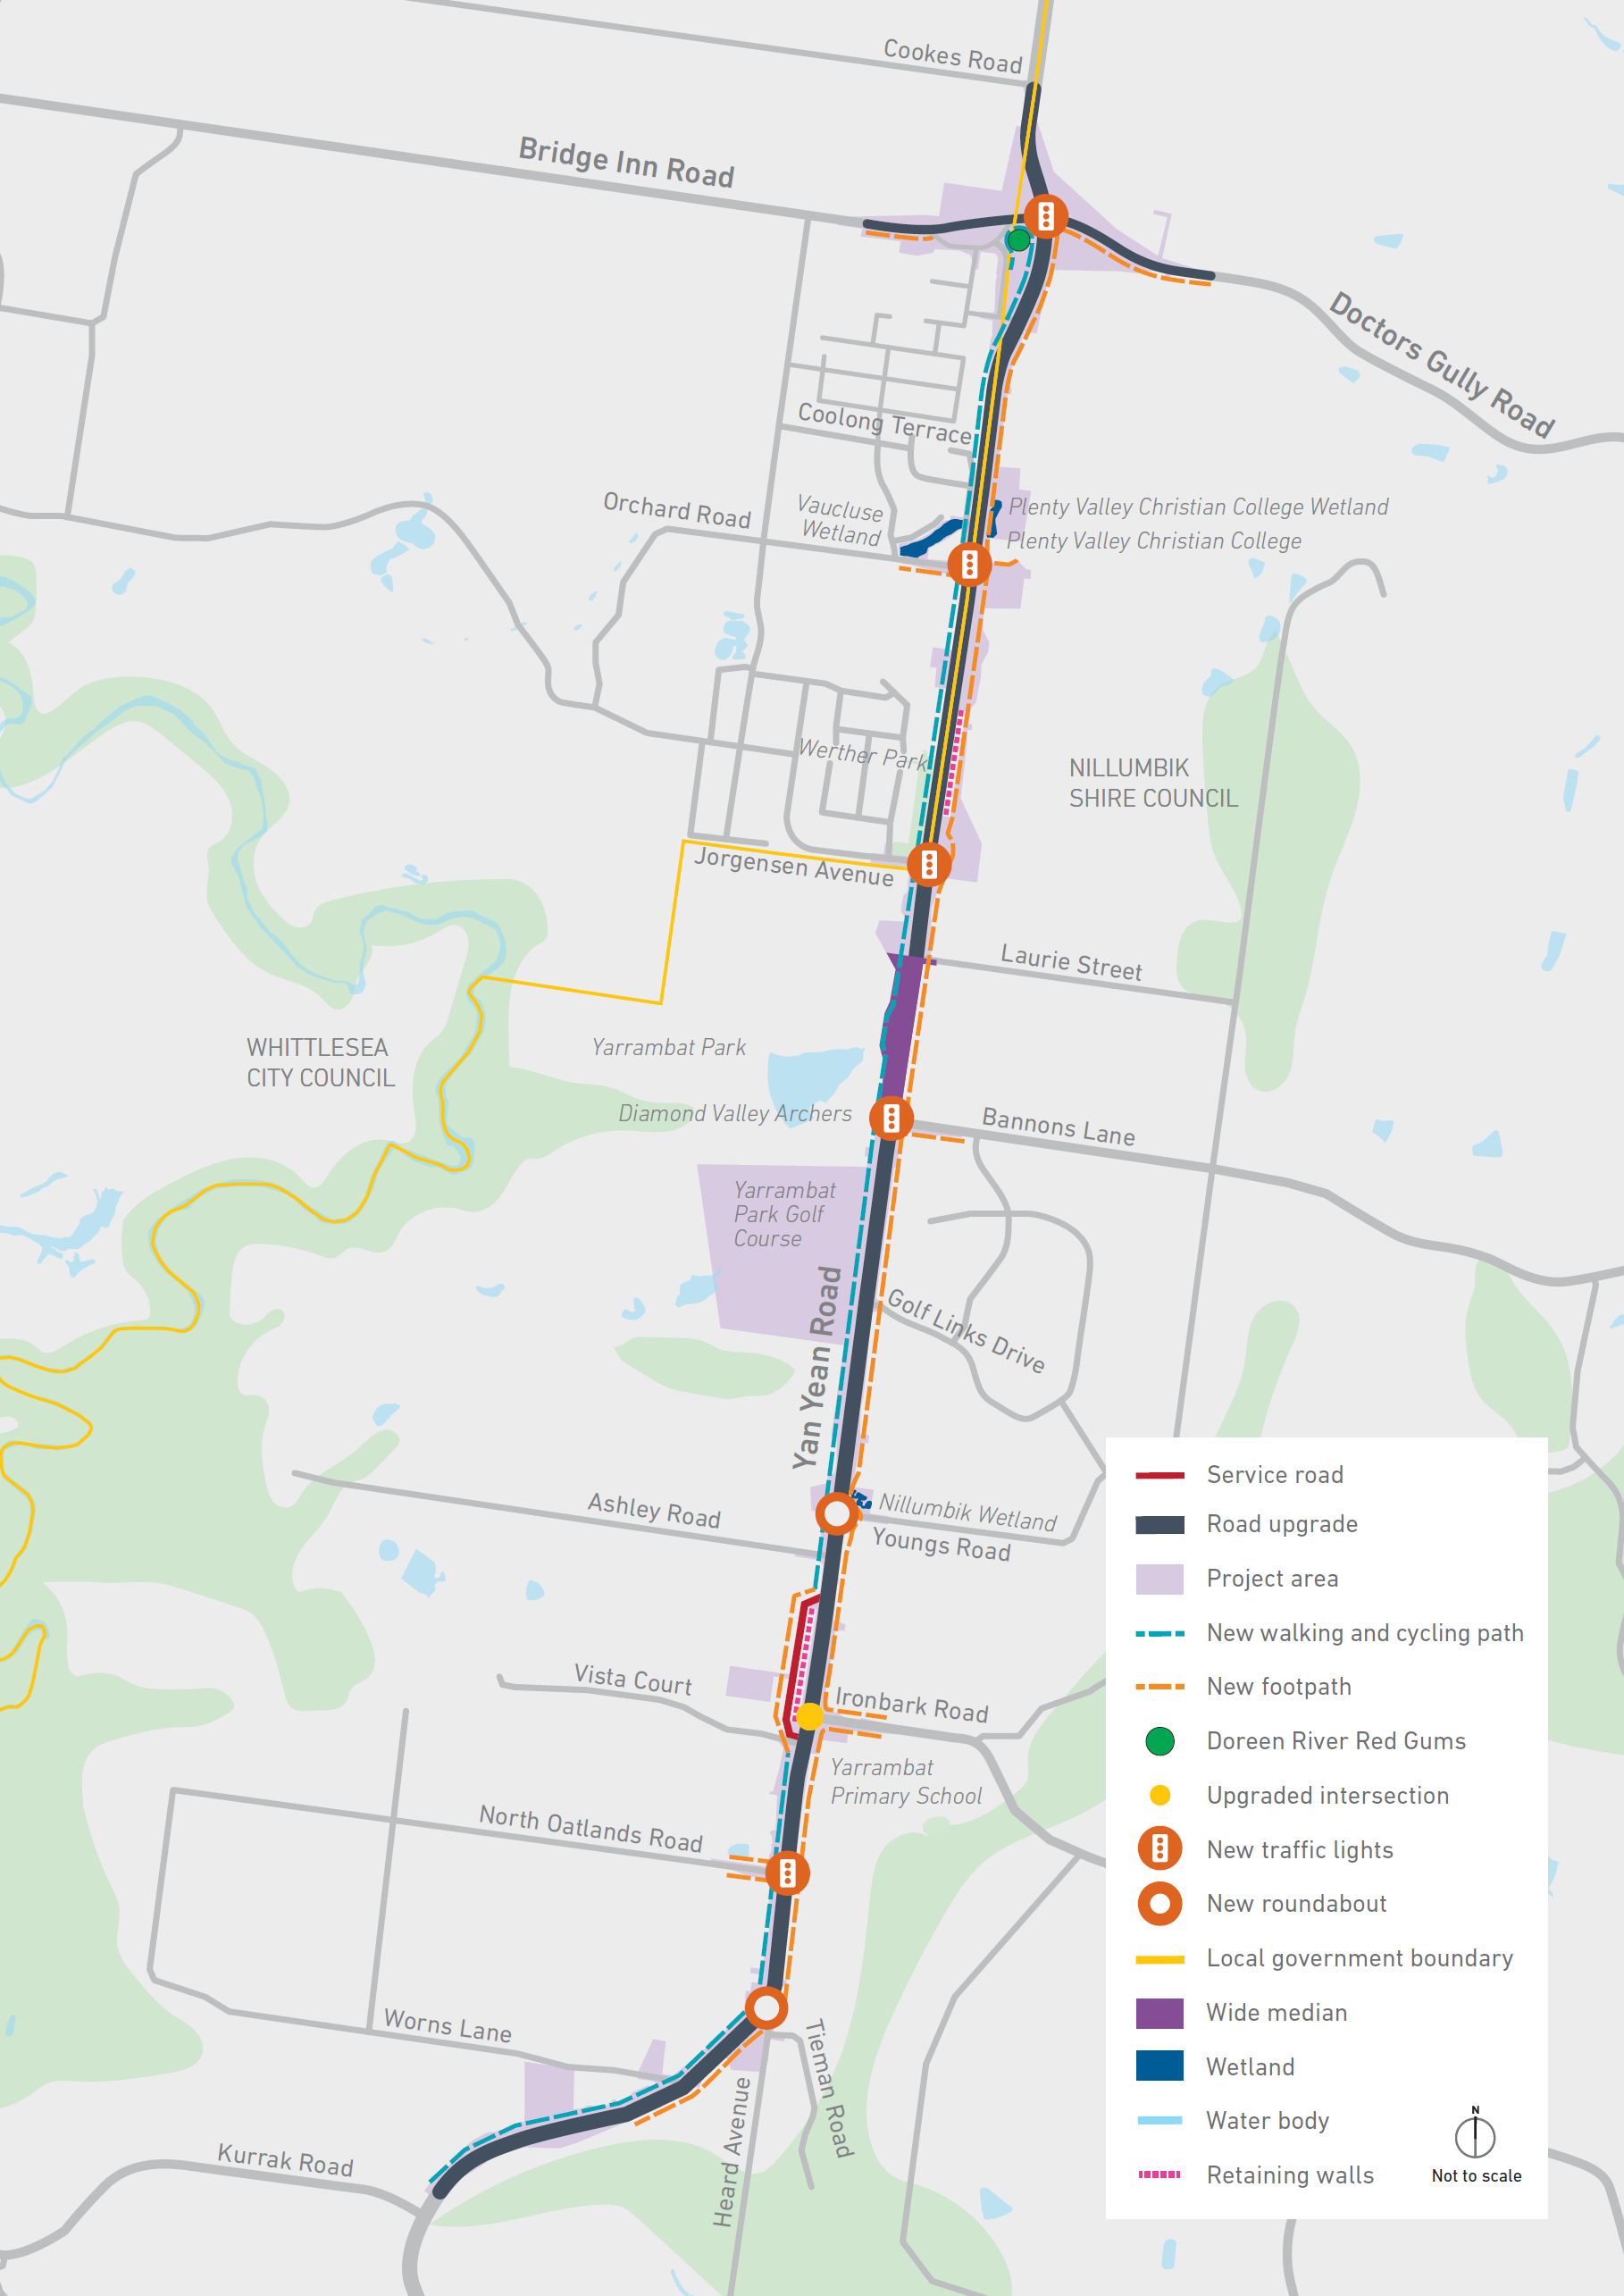 Cookes Road
Bridge Inn Road
Doctors Gully Road
Coolong Terrace
Orchard Road
Vaucluse
Wetland
Plenty Valley Christian College Wetland
Plenty Valley Christian College
Werther Park
NILLUMBIK
SHIRE COUNCIL
Jorgensen Avenue
Laurie Street
WHITTLESEA
CITY COUNCIL
Yarrambat Park
Diamond Valley Archers
Bannons Lane
Yarrambat
Park Golf
Course
Yan Yean Road
Golf Links Drive
Ashley Road
Nillumbik Wetland
Youngs Road
Vista Court
Ironbark Road
Yarrambat
Primary School
North Oatlands Road
Worns Lane
Tieman Road
Heard Avenue
Kurrak Road
Service road
Road upgrade
Project area
New walking and cycling path
New footpath
Doreen River Red Gums
Upgraded intersection
New traffic lights
New roundabout
Local government boundary
Wide median
Wetland
Water body
Retaining walls
N
Not to scale